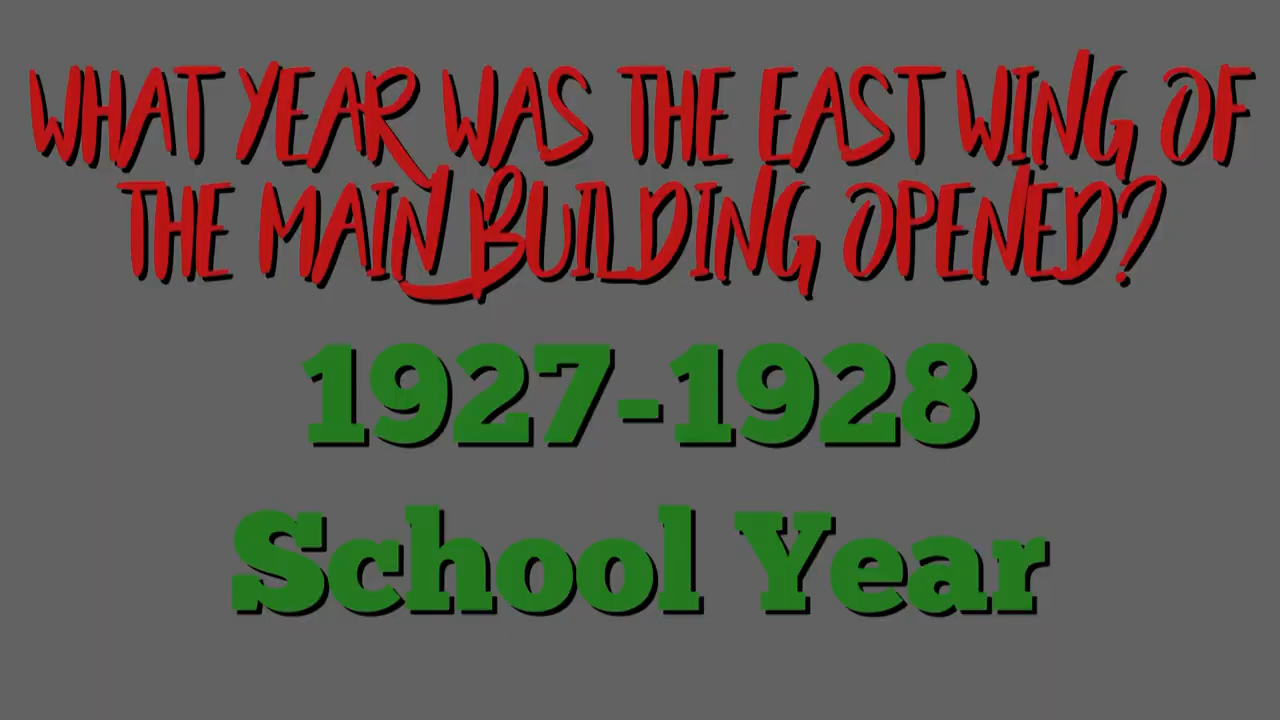 WHAT YEAR WAS THE EAST WING OF
THE MAIN BUILDING OPENED?
1927-1928
School Year